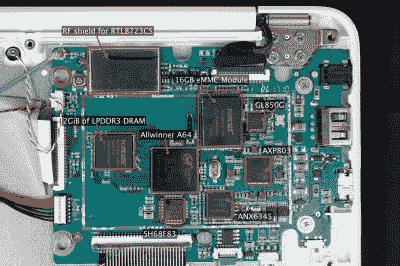 RF shield for RTL8723CS
16GB eMMC Module
GL850G
2GiB of LPDDR3 DRAM
Allwinner A64
AXP803
ANX6345
SH68F83